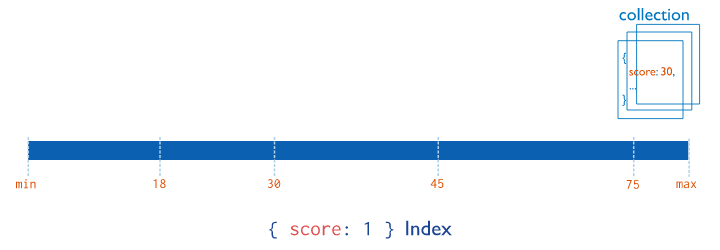 collection
{
score: 30,
...
}
min 18 30 45 75 max
{ score: 1 } Index